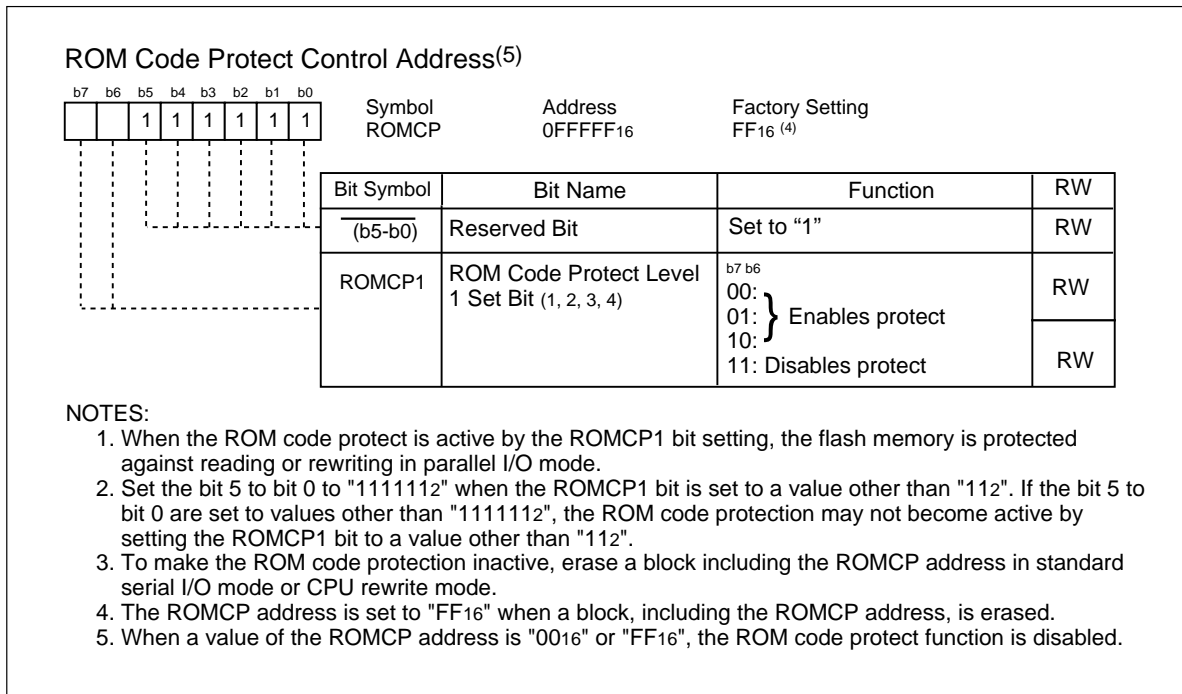 ROM Code Protect Control Address(5)
b7 b6 b5 b4 b3 b2 b1 b0
1 1 1 1 1 1
Symbol Address Factory Setting
ROMCP 0FFFFF16 FF16 (4)
Bit Symbol Bit Name Function RW
(b5-b0) Reserved Bit Set to “1” RW
ROMCP1 ROM Code Protect Level
1 Set Bit (1, 2, 3, 4)
b7 b6
00:
01: } Enables protect
10:
11: Disables protect
RW
RW
NOTES:
1. When the ROM code protect is active by the ROMCP1 bit setting, the flash memory is protected
against reading or rewriting in parallel I/O mode.
2. Set the bit 5 to bit 0 to "1111112" when the ROMCP1 bit is set to a value other than "112". If the bit 5 to
bit 0 are set to values other than "1111112", the ROM code protection may not become active by
setting the ROMCP1 bit to a value other than "112".
3. To make the ROM code protection inactive, erase a block including the ROMCP address in standard
serial I/O mode or CPU rewrite mode.
4. The ROMCP address is set to "FF16" when a block, including the ROMCP address, is erased.
5. When a value of the ROMCP address is "0016" or "FF16", the ROM code protect function is disabled.